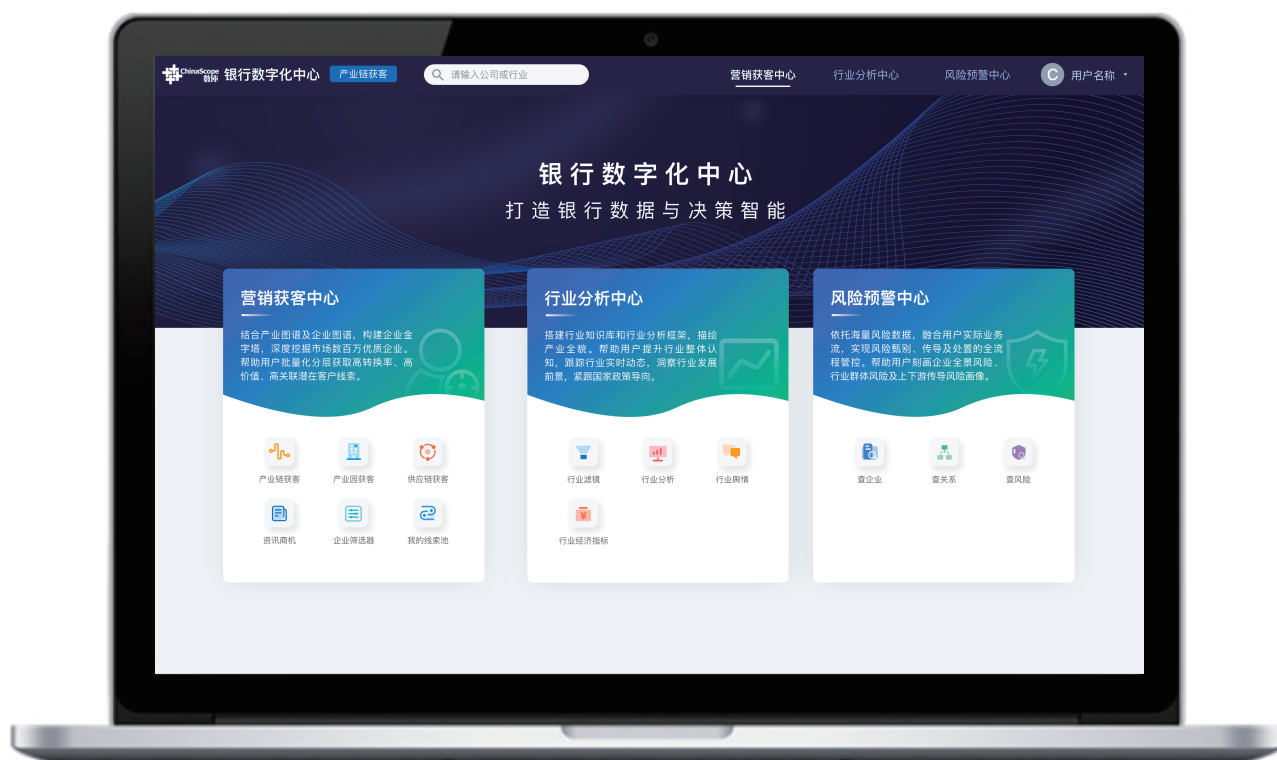 ChinaScope
数库
银行数字化中心
产业链获客
请输入公司或行业
营销获客中心
行业分析中心
风险预警中心
C
用户名称
银行数字化中心
打造银行数据与决策智能
营销获客中心
结合产业图谱及企业图谱，构建企业金
字塔，深度挖掘市场数百万优质企业。
帮助用户批量化分层获取高转换率、高
价值、高关联潜在客户线索。
产业链获客
产业园获客
供应链获客
资讯商机
企业筛选器
我的线索池
行业分析中心
搭建行业知识库和行业分析框架，描绘
产业全貌。帮助用户提升行业整体认
知，跟踪行业实时动态，洞察行业发展
前景，紧跟国家政策导向。
行业滤镜
行业分析
行业舆情
行业经济指标
风险预警中心
依托海量风险数据，融合用户实际业务
流，实现风险甄别、传导及处置的全流
程管控。帮助用户刻画企业全景风险、
行业群体风险及上下游传导风险画像。
查企业
查关系
查风险